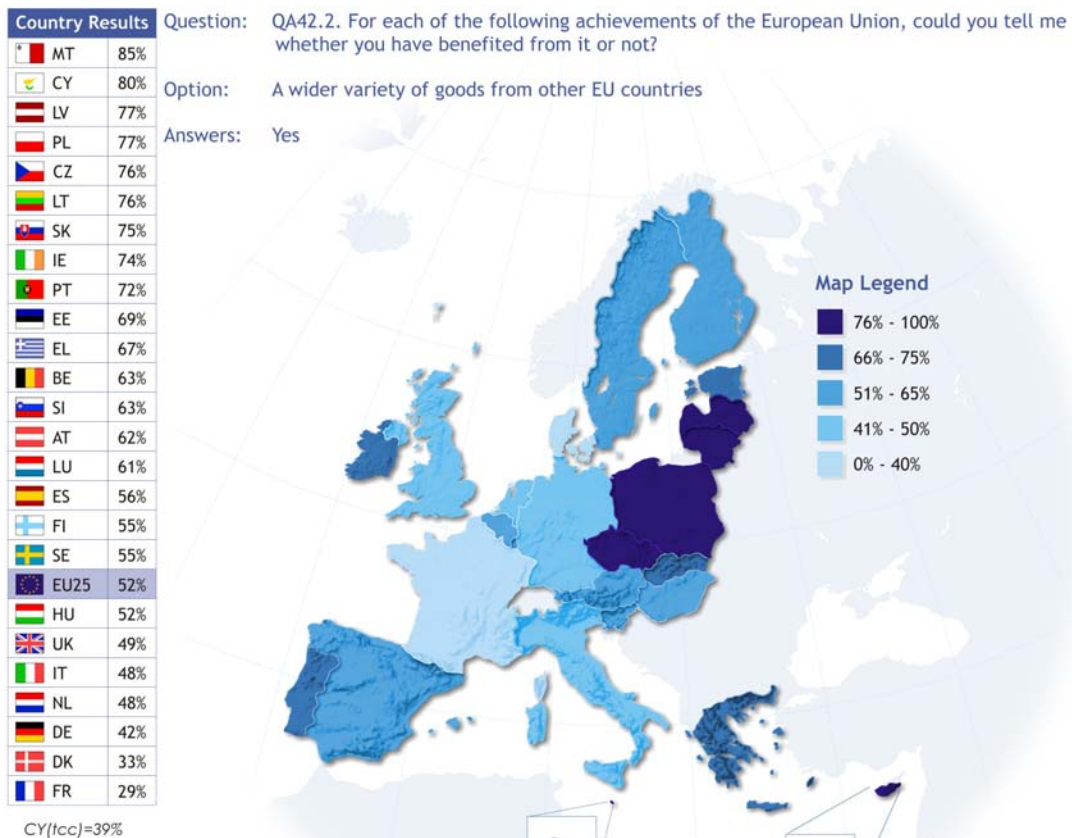 Country Results
MT 85%
CY 80%
LV 77%
PL 77%
CZ 76%
LT 76%
SK 75%
IE 74%
PT 72%
EE 69%
EL 67%
BE 63%
SI 63%
AT 62%
LU 61%
ES 56%
FI 55%
SE 55%
EU25 52%
HU 52%
UK 49%
IT 48%
NL 48%
DE 42%
DK 33%
FR 29%
CY(tcc)=39%
Question: QA42.2. For each of the following achievements of the European Union, could you tell me
whether you have benefited from it or not?
Option: A wider variety of goods from other EU countries
Answers: Yes
Map Legend
76% - 100%
66% - 75%
51% - 65%
41% - 50%
0% - 40%